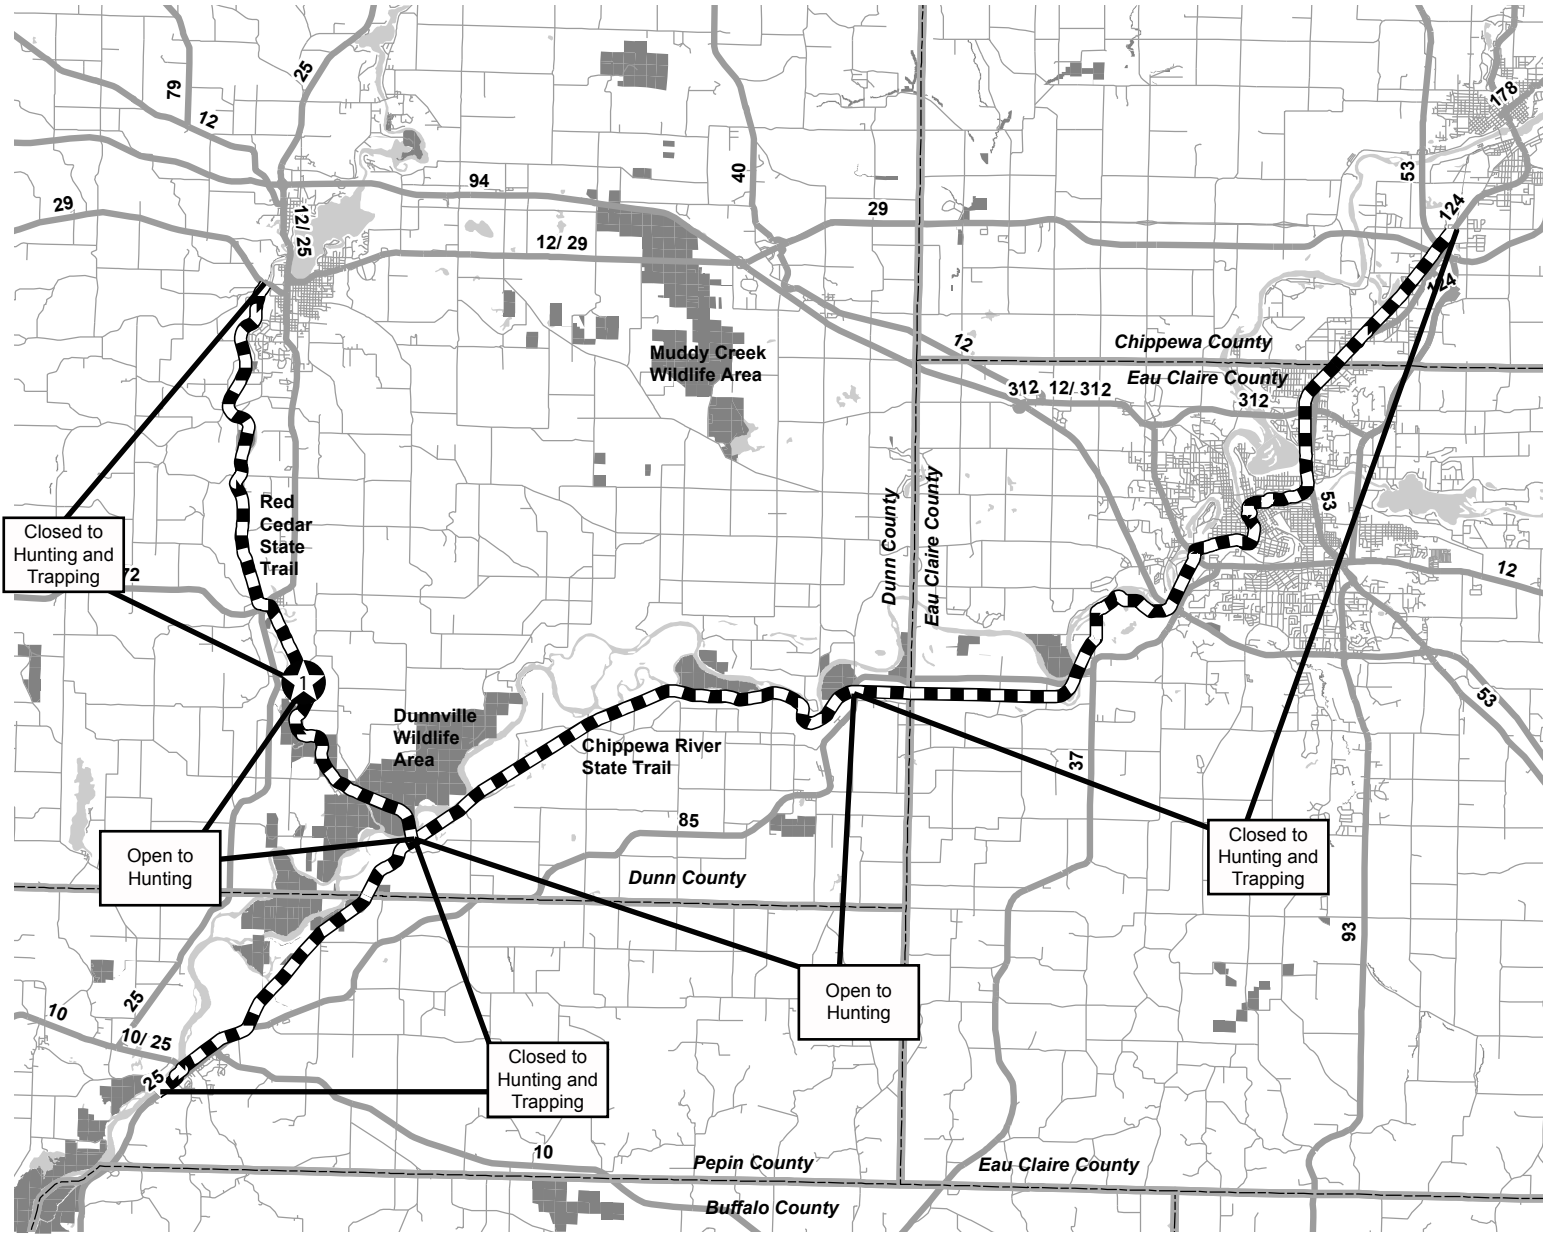 79
25
12
178
53
94
40
29
29
124
12/ 25
12/ 29
124
Muddy Creek
Wildlife Area
12
Chippewa County
Eau Claire County
312
12/ 312
312
Red
Cedar
State
Trail
Dunn County
Eau Claire County
53
Closed to
Hunting and
Trapping
72
12
1
Dunnville
Wildlife
Area
Chippewa River
State Trail
53
37
85
Open to
Hunting
Closed to
Hunting and
Trapping
Dunn County
93
25
Open to
Hunting
10
10/ 25
25
Closed to
Hunting and
Trapping
10
Pepin County
Eau Claire County
Buffalo County